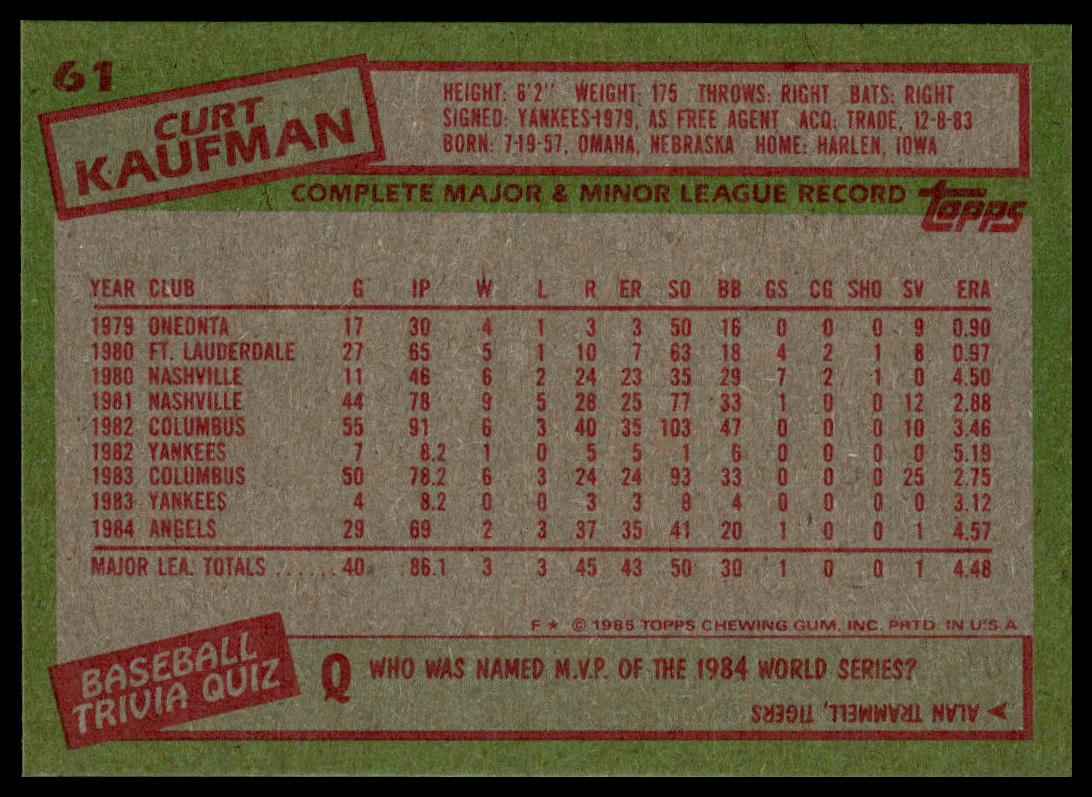 61
CURT
KAUFMAN
HEIGHT: 6'2" WEIGHT: 175 THROWS: RIGHT BATS: RIGHT
SIGNED: YANKEES-1979, AS FREE AGENT ACQ: TRADE, 12-8-83
BORN: 7-19-57, OMAHA, NEBRASKA HOME: HARLEN, IOWA
COMPLETE MAJOR & MINOR LEAGUE RECORD topps
YEAR CLUB G IP W L R ER SO BB GS CG SHO SV ERA
1979 ONEONTA 17 30 4 1 3 3 50 16 0 0 0 9 0.90
1980 FT. LAUDERDALE 27 65 5 1 10 7 63 18 4 2 1 8 0.97
1980 NASHVILLE 11 46 6 2 24 23 35 29 7 2 1 0 4.50
1981 NASHVILLE 44 78 9 5 28 25 77 33 1 0 0 12 2.88
1982 COLUMBUS 55 91 6 3 40 35 103 47 0 0 0 10 3.46
1982 YANKEES 7 8.2 1 0 5 5 1 6 0 0 0 0 5.19
1983 COLUMBUS 50 78.2 6 3 24 24 93 33 0 0 0 25 2.75
1983 YANKEES 4 8.2 0 0 3 3 8 4 0 0 0 0 3.12
1984 ANGELS 29 69 2 3 37 35 41 20 1 0 0 1 4.57
MAJOR LEA. TOTALS ...... 40 86.1 3 3 45 43 50 30 1 0 0 1 4.48
F★ © 1985 TOPPS CHEWING GUM, INC. PRTD. IN U.S.A
BASEBALL
TRIVIA QUIZ
Q WHO WAS NAMED M.V.P. OF THE 1984 WORLD SERIES?
ALAN TRAMMELL, TIGERS